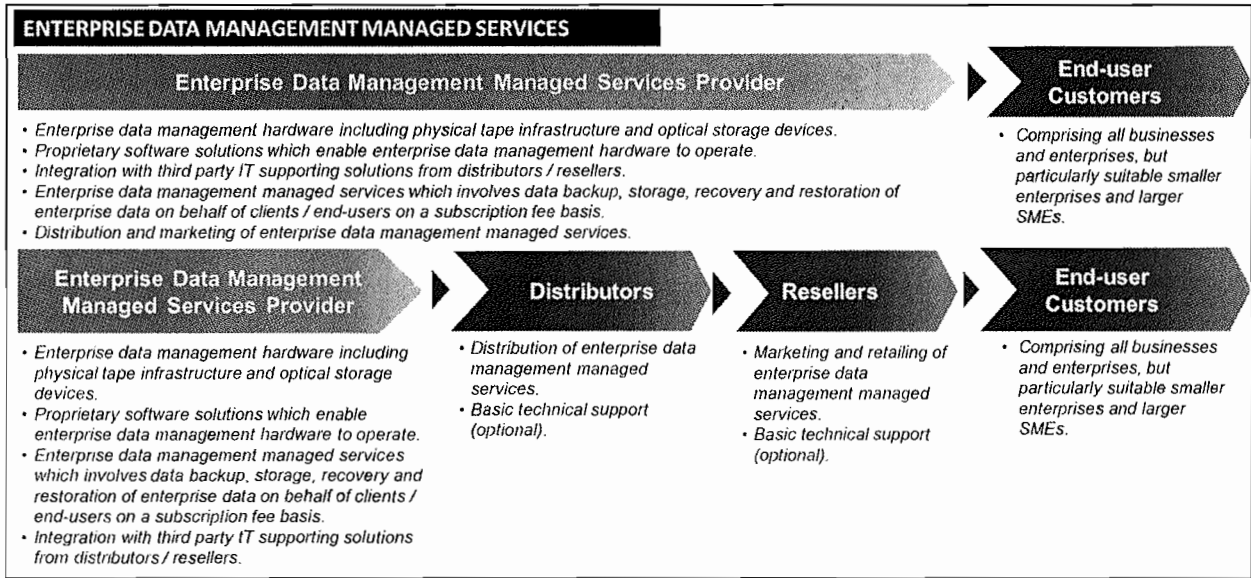 ENTERPRISE DATA MANAGEMENT MANAGED SERVICES
Enterprise Data Management Managed Services Provider
• Enterprise data management hardware including physical tape infrastructure and optical storage devices.
• Proprietary software solutions which enable enterprise data management hardware to operate.
• Integration with third party IT supporting solutions from distributors / resellers.
• Enterprise data management managed services which involves data backup, storage, recovery and restoration of
enterprise data on behalf of clients / end-users on a subscription fee basis.
• Distribution and marketing of enterprise data management managed services.
End-user
Customers
• Comprising all businesses
and enterprises, but
particularly suitable smaller
enterprises and larger
SMEs.
Enterprise Data Management
Managed Services Provider
• Enterprise data management hardware including
physical tape infrastructure and optical storage
devices.
• Proprietary software solutions which enable
enterprise data management hardware to operate.
• Enterprise data management managed services
which involves data backup, storage, recovery and
restoration of enterprise data on behalf of clients /
end-users on a subscription fee basis.
• Integration with third party IT supporting solutions
from distributors / resellers.
Distributors
• Distribution of enterprise data
management managed
services.
• Basic technical support
(optional).
Resellers
• Marketing and retailing of
enterprise data
management managed
services.
• Basic technical support
(optional).
End-user
Customers
• Comprising all businesses
and enterprises, but
particularly suitable smaller
enterprises and larger
SMEs.